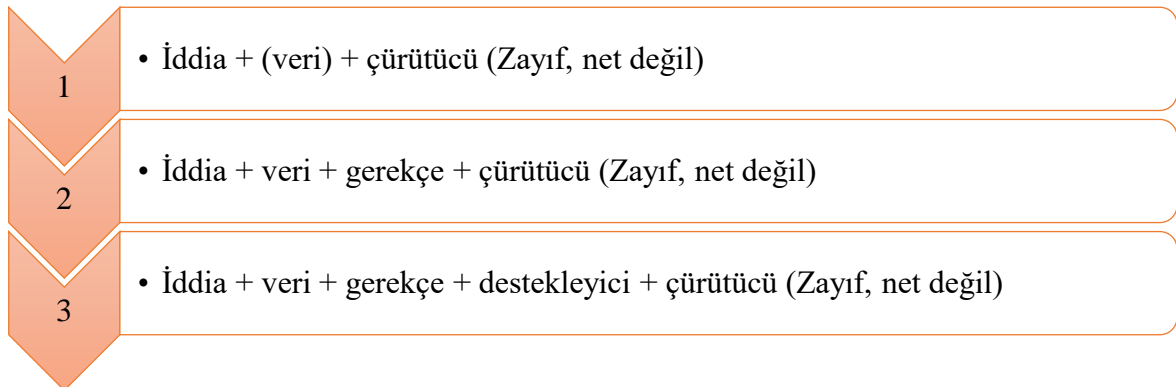 1
• İddia + (veri) + çürütücü (Zayıf, net değil)
2
• İddia + veri + gerekçe + çürütücü (Zayıf, net değil)
3
• İddia + veri + gerekçe + destekleyici + çürütücü (Zayıf, net değil)